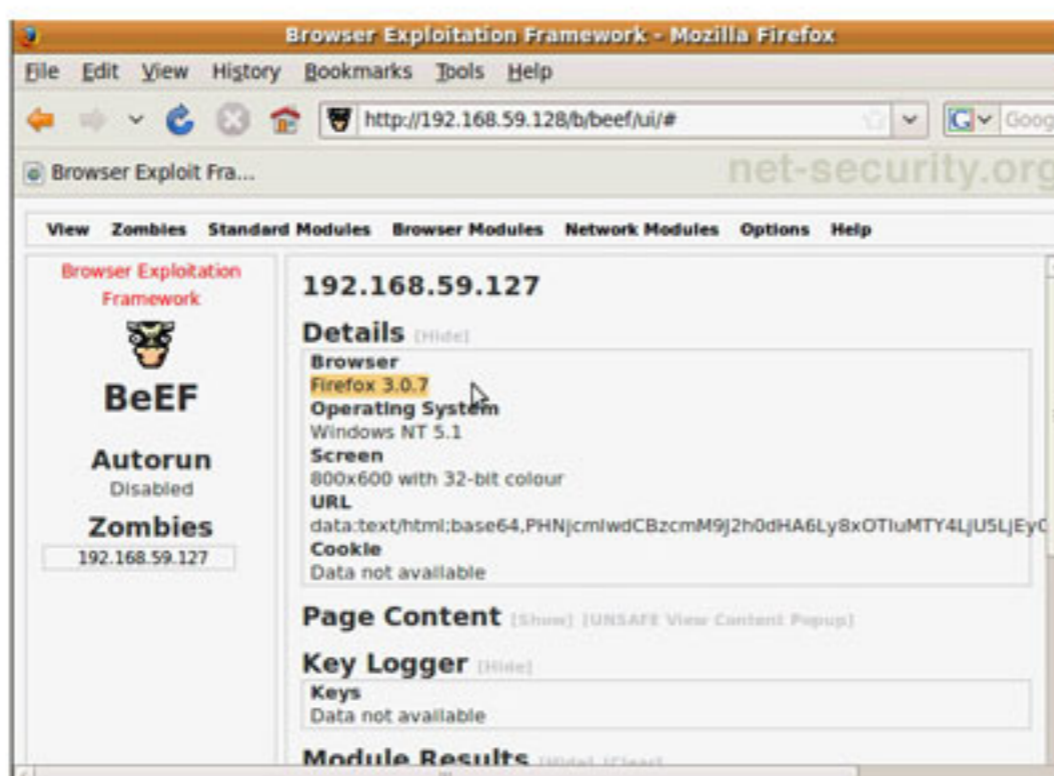 Browser Exploitation Framework - Mozilla Firefox
File Edit View History Bookmarks Tools Help
http://192.168.59.128/b/beef/ui/#
Goog
Browser Exploit Fra...
net-security.org
View Zombies Standard Modules Browser Modules Network Modules Options Help
Browser Exploitation
Framework
BeEF
Autorun
Disabled
Zombies
192.168.59.127
192.168.59.127
Details [Hide]
Browser
Firefox 3.0.7
Operating System
Windows NT 5.1
Screen
800x600 with 32-bit colour
URL
data:text/html;base64,
Cookie
Data not available
Page Content [Show] [UNSAFE View Content Popup]
Key Logger [Hide]
Keys
Data not available
Module Results [Hide] [Clear]